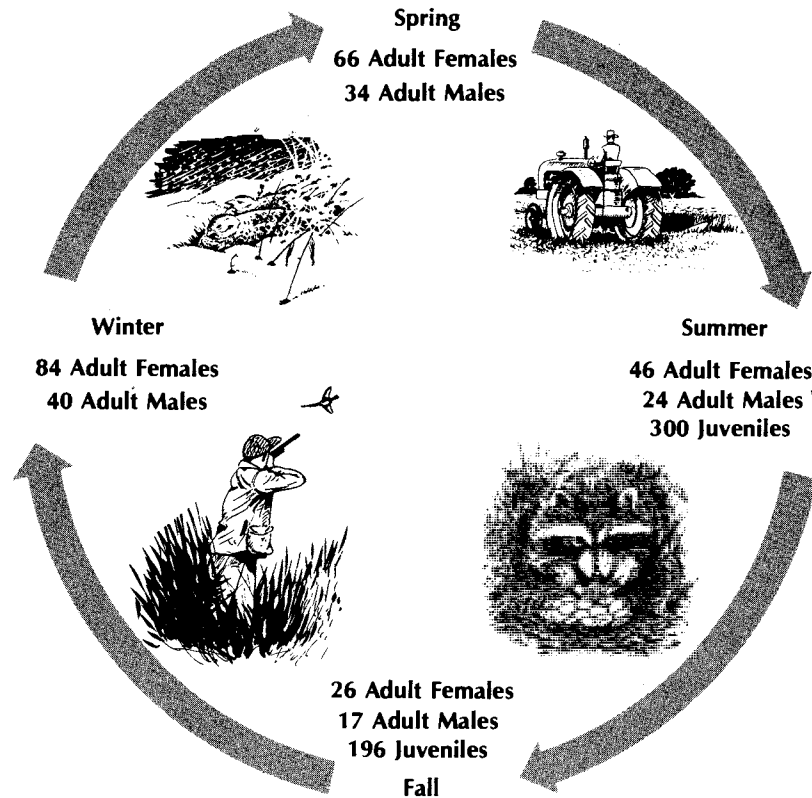 Spring
66 Adult Females
34 Adult Males
Winter
84 Adult Females
40 Adult Males
Summer
46 Adult Females
24 Adult Males
300 Juveniles
26 Adult Females
17 Adult Males
196 Juveniles
Fall